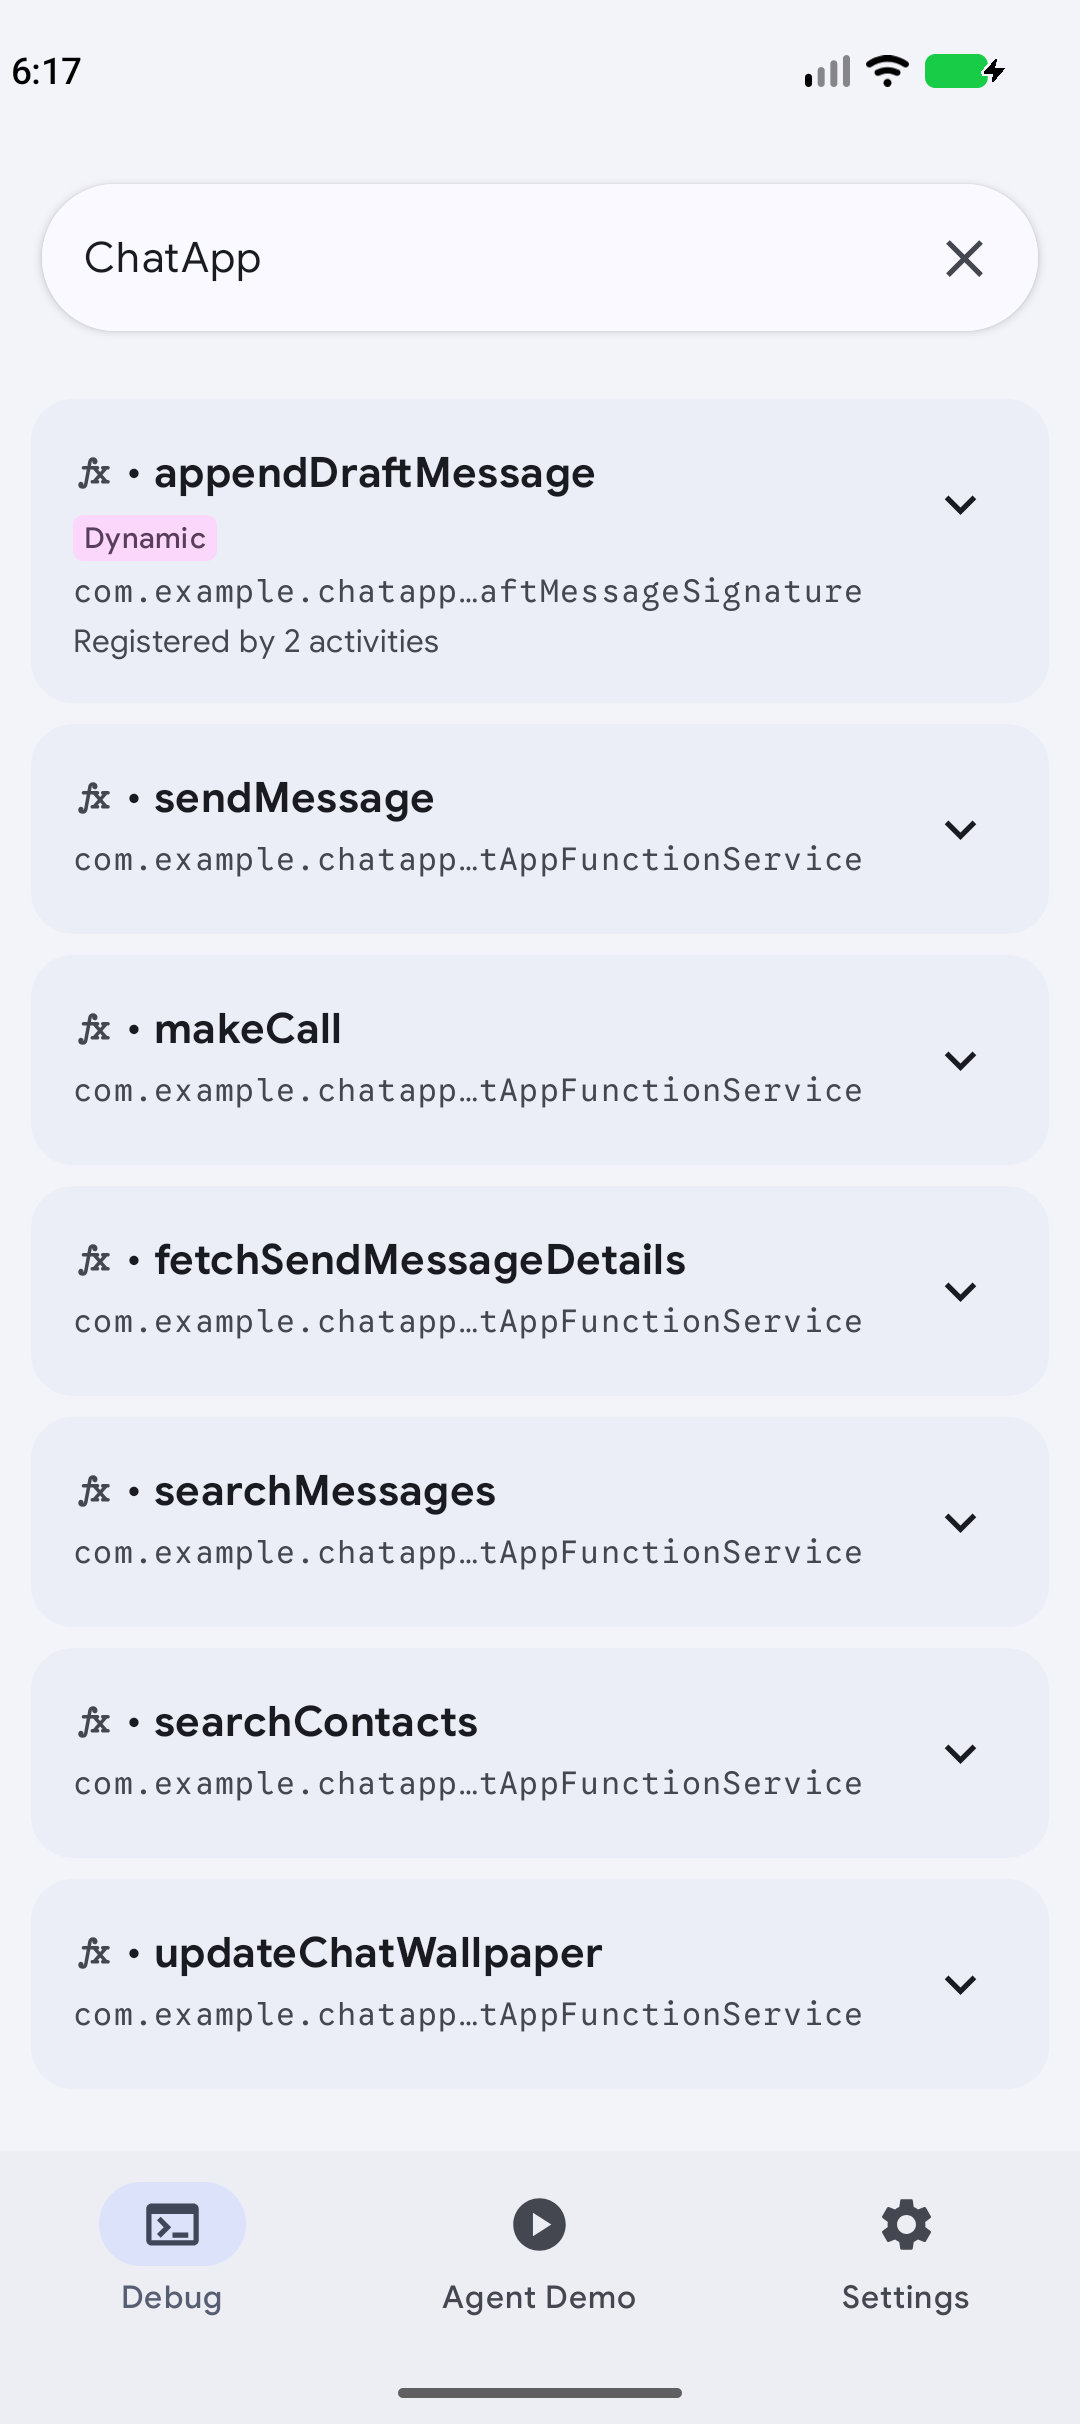 6:17
ChatApp
fx • appendDraftMessage
Dynamic
com.example.chatapp…aftMessageSignature
Registered by 2 activities
fx • sendMessage
com.example.chatapp…tAppFunctionService
fx • makeCall
com.example.chatapp…tAppFunctionService
fx • fetchSendMessageDetails
com.example.chatapp…tAppFunctionService
fx • searchMessages
com.example.chatapp…tAppFunctionService
fx • searchContacts
com.example.chatapp…tAppFunctionService
fx • updateChatWallpaper
com.example.chatapp…tAppFunctionService
Debug
Agent Demo
Settings